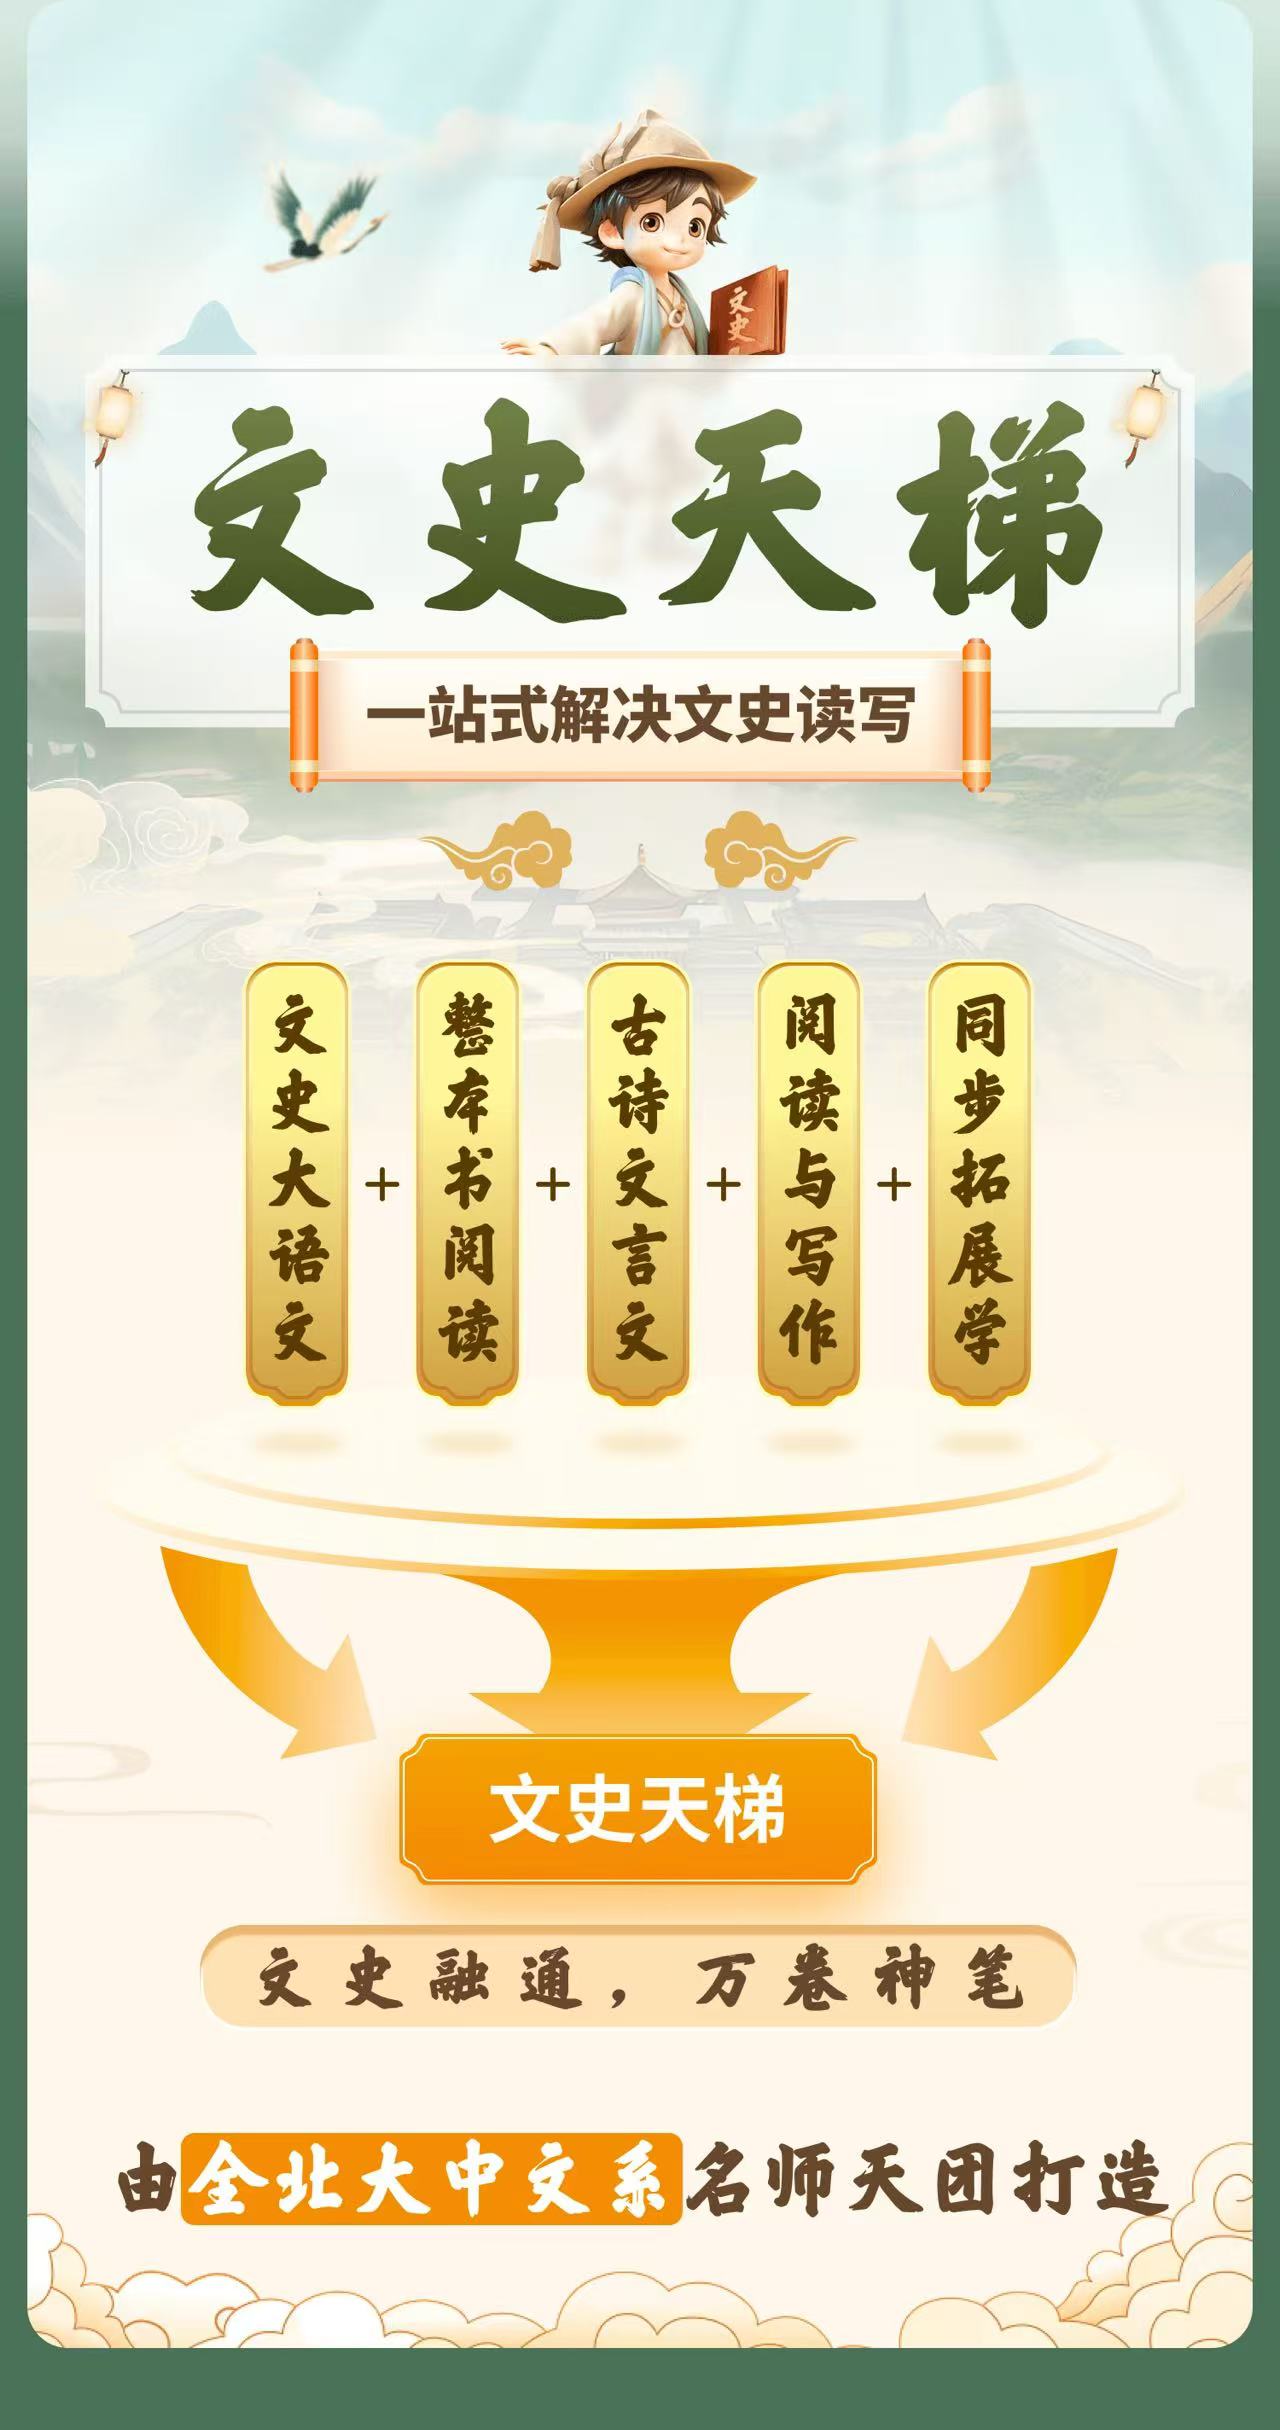 文史
文史天梯
一站式解决文史读写
文史大语文
+
整本书阅读
+
古诗文言文
+
阅读与写作
+
同步拓展学
文史天梯
文史融通，万卷神笔
由全北大中文系名师天团打造